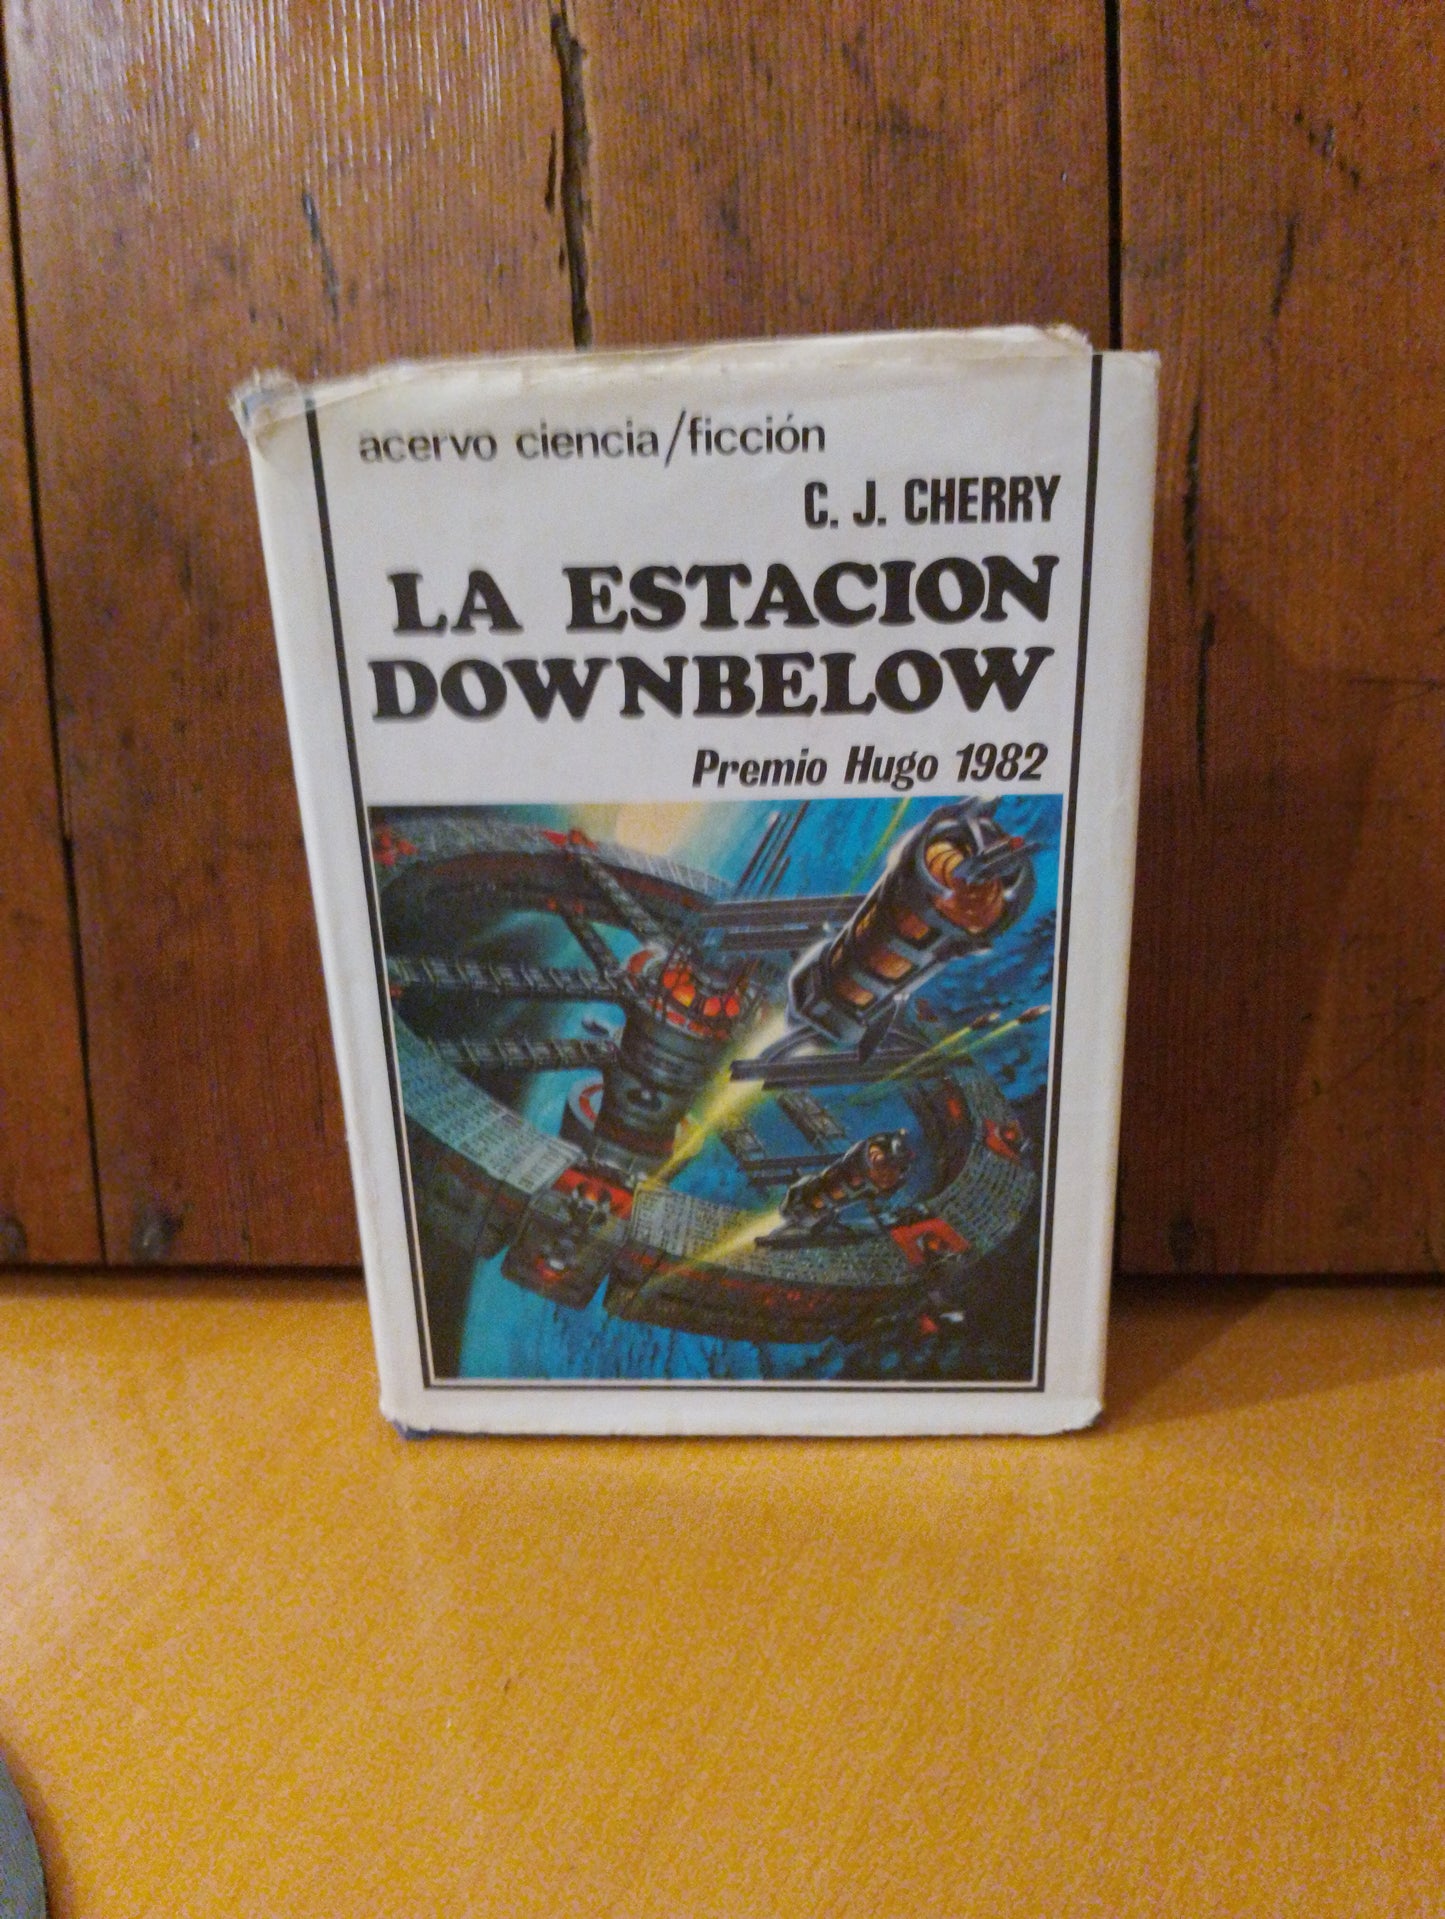 acervo ciencia/ficción
C. J. CHERRY
LA ESTACION
DOWNBELOW
Premio Hugo 1982